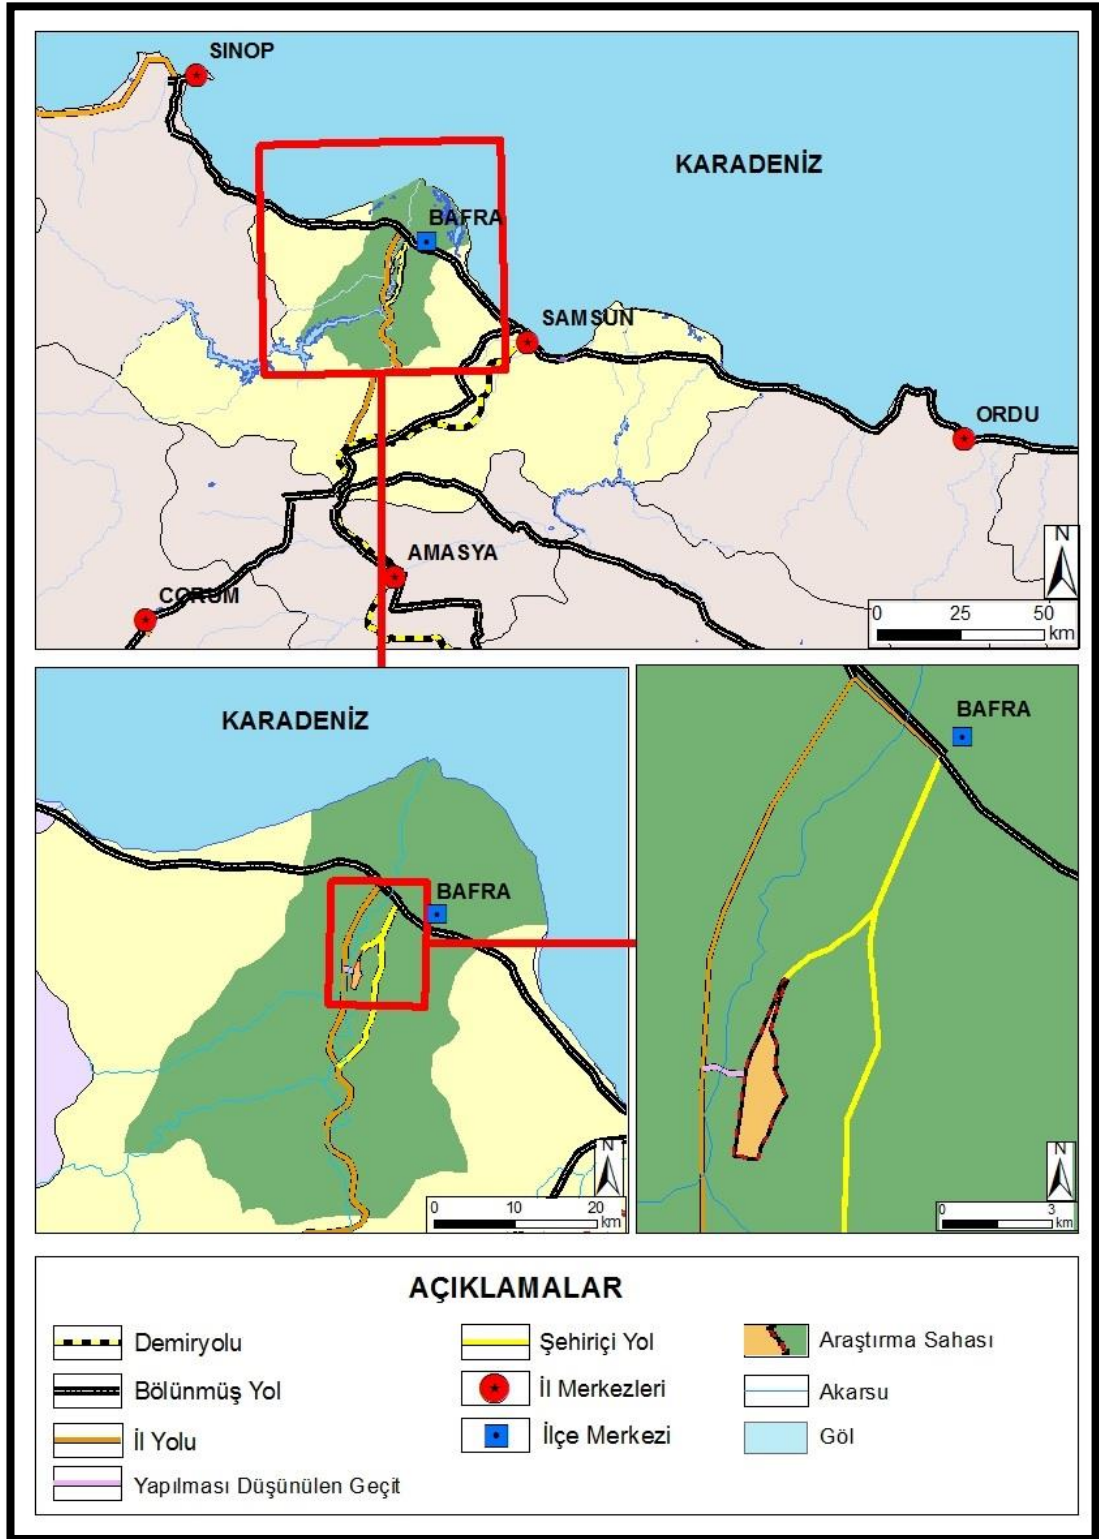 SINOP
KARADENİZ
BAFRA
SAMSUN
ORDU
AMASYA
ÇORUM
N
0 25 50
km
KARADENİZ
BAFRA
N
0 10 20
km
BAFRA
N
0 3
km
AÇIKLAMALAR
Demiryolu
Bölünmüş Yol
İl Yolu
Yapılması Düşünülen Geçit
Şehiriçi Yol
İl Merkezleri
İlçe Merkezi
Araştırma Sahası
Akarsu
Göl